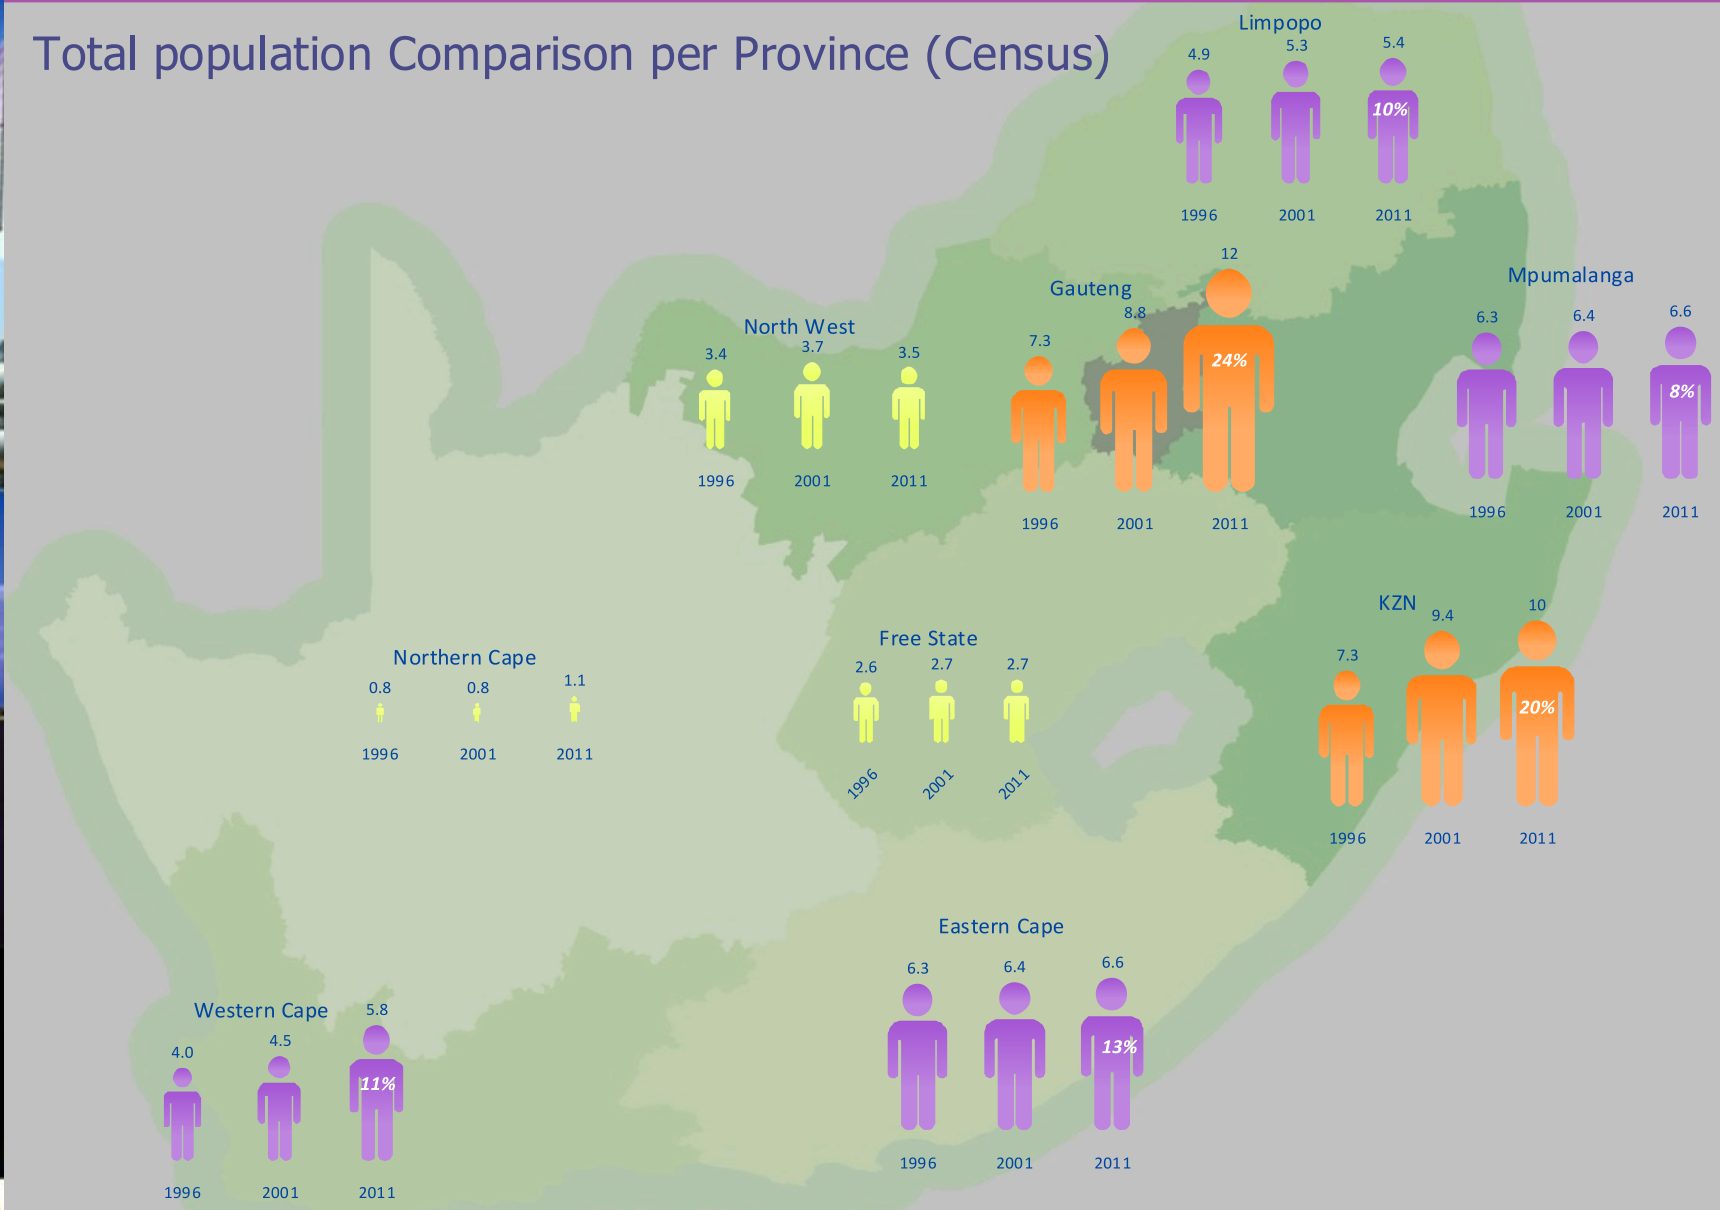 Total population Comparison per Province (Census)
Limpopo
4.9 5.3 5.4
10%
1996 2001 2011
Gauteng
7.3 8.8 12
24%
1996 2001 2011
Mpumalanga
6.3 6.4 6.6
8%
1996 2001 2011
North West
3.4 3.7 3.5
1996 2001 2011
KZN
7.3 9.4 10
20%
1996 2001 2011
Free State
2.6 2.7 2.7
1996 2001 2011
Northern Cape
0.8 0.8 1.1
1996 2001 2011
Eastern Cape
6.3 6.4 6.6
13%
1996 2001 2011
Western Cape
4.0 4.5 5.8
11%
1996 2001 2011